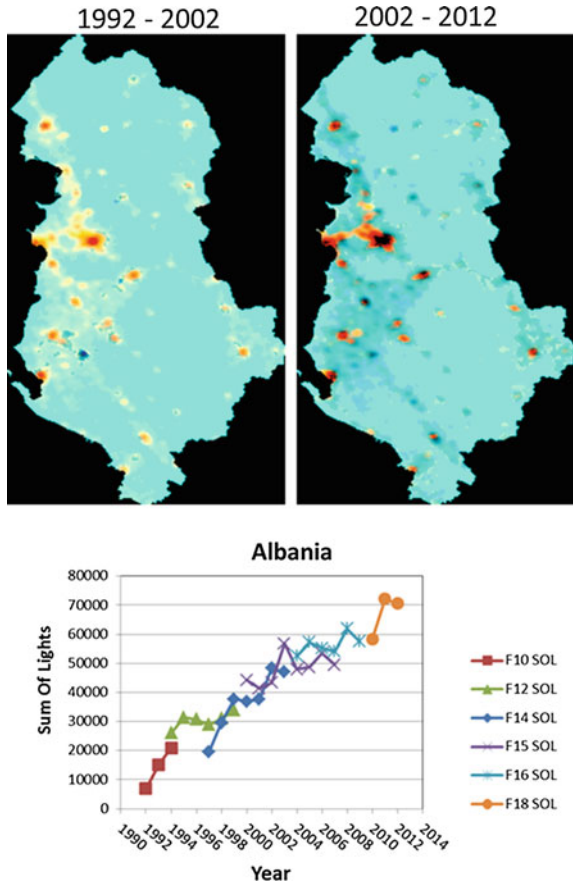 1992 - 2002
2002 - 2012
Albania
80000
70000
60000
50000
40000
30000
20000
10000
0
Sum Of Lights
1990
1992
1994
1996
1998
2000
2002
2004
2006
2008
2010
2012
2014
Year
F10 SOL
F12 SOL
F14 SOL
F15 SOL
F16 SOL
F18 SOL